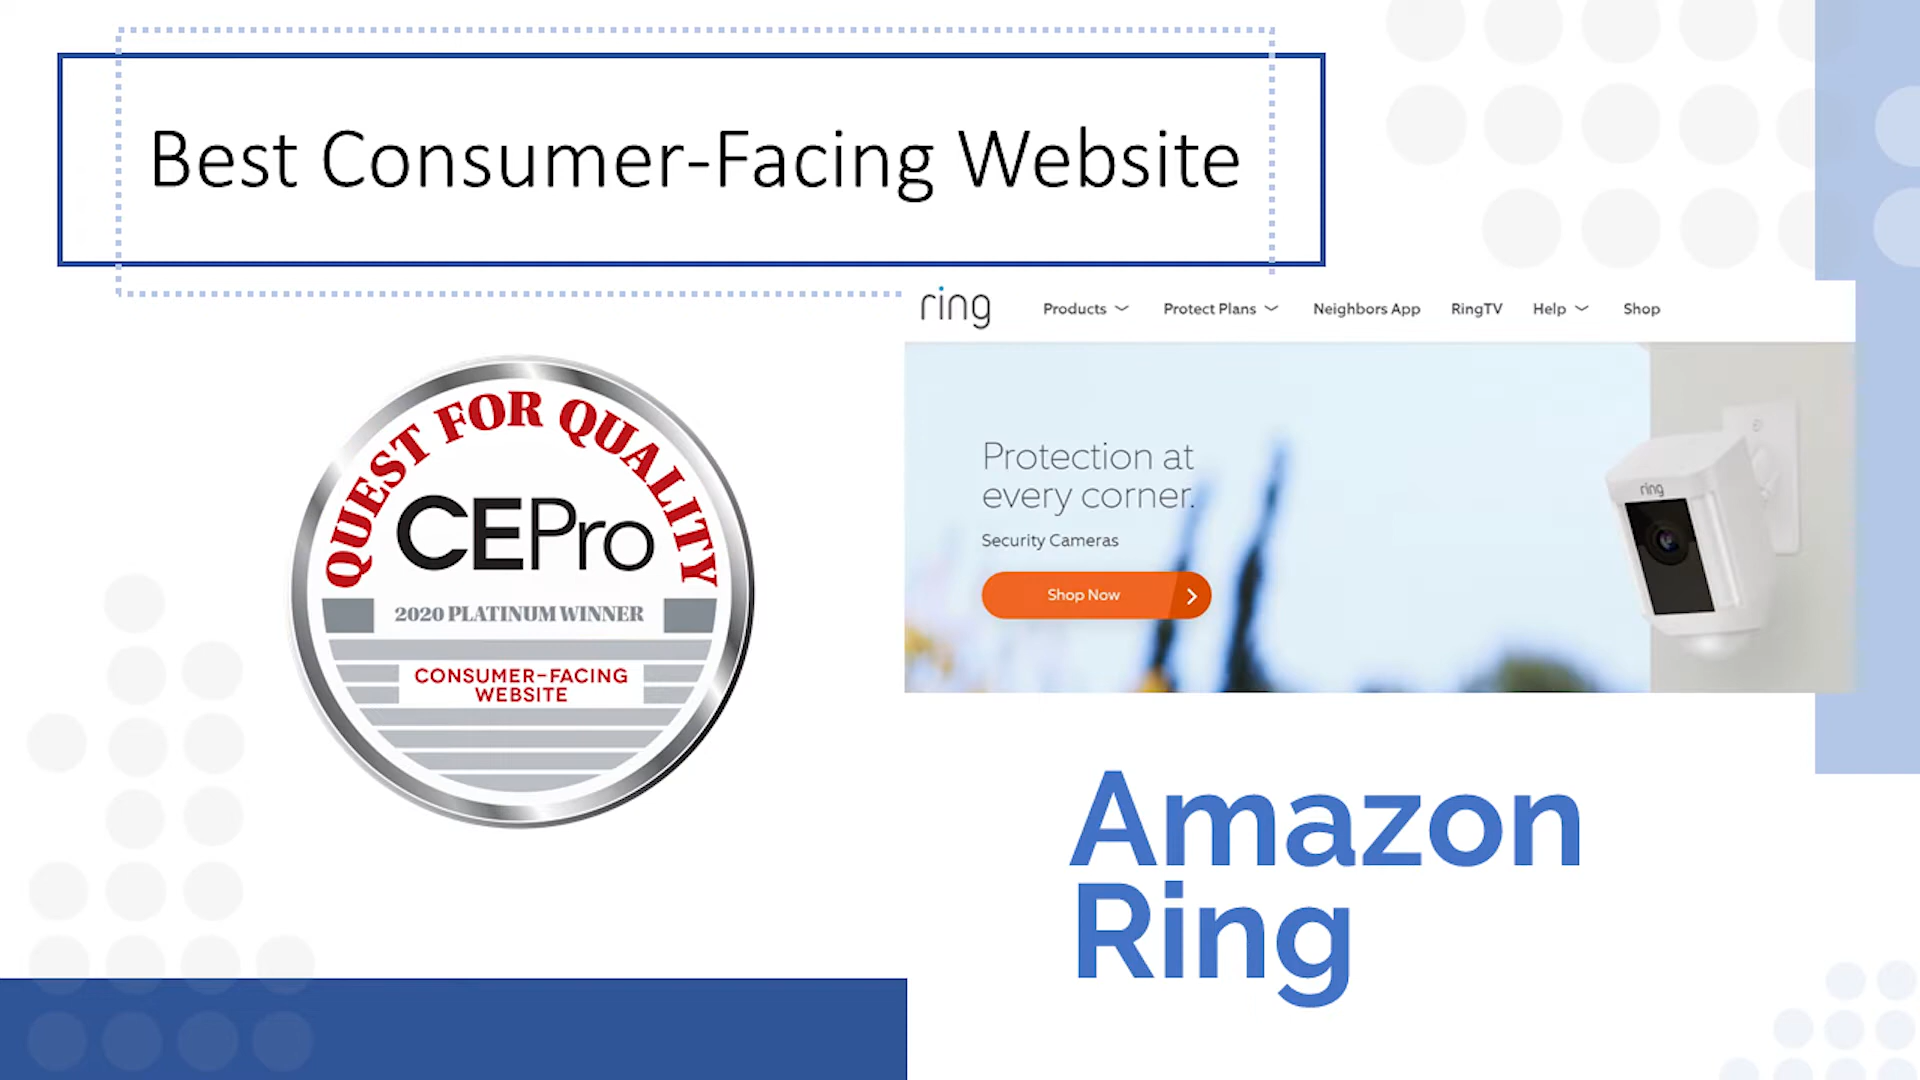 Best Consumer-Facing Website
ring
Products
Protect Plans
Neighbors App
RingTV
Help
Shop
QUEST FOR QUALITY
CEPro
2020 PLATINUM WINNER
CONSUMER-FACING
WEBSITE
Protection at
every corner.
Security Cameras
Shop Now
ring
Amazon
Ring